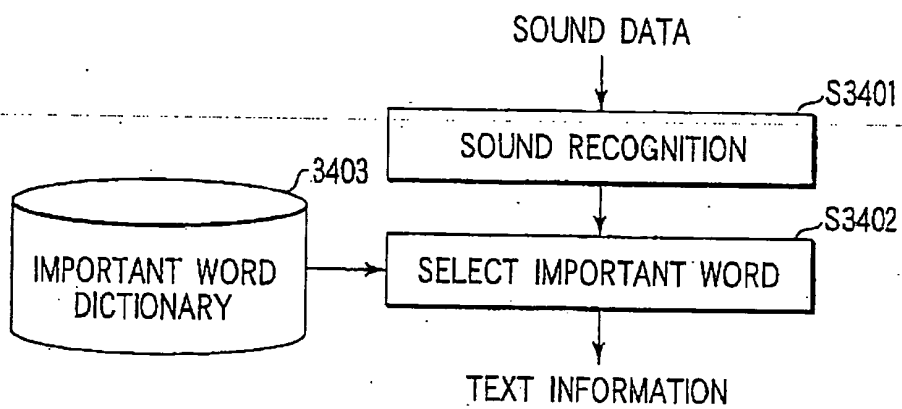 SOUND DATA
S3401
SOUND RECOGNITION
3403
S3402
IMPORTANT WORD
DICTIONARY
SELECT IMPORTANT WORD
TEXT INFORMATION